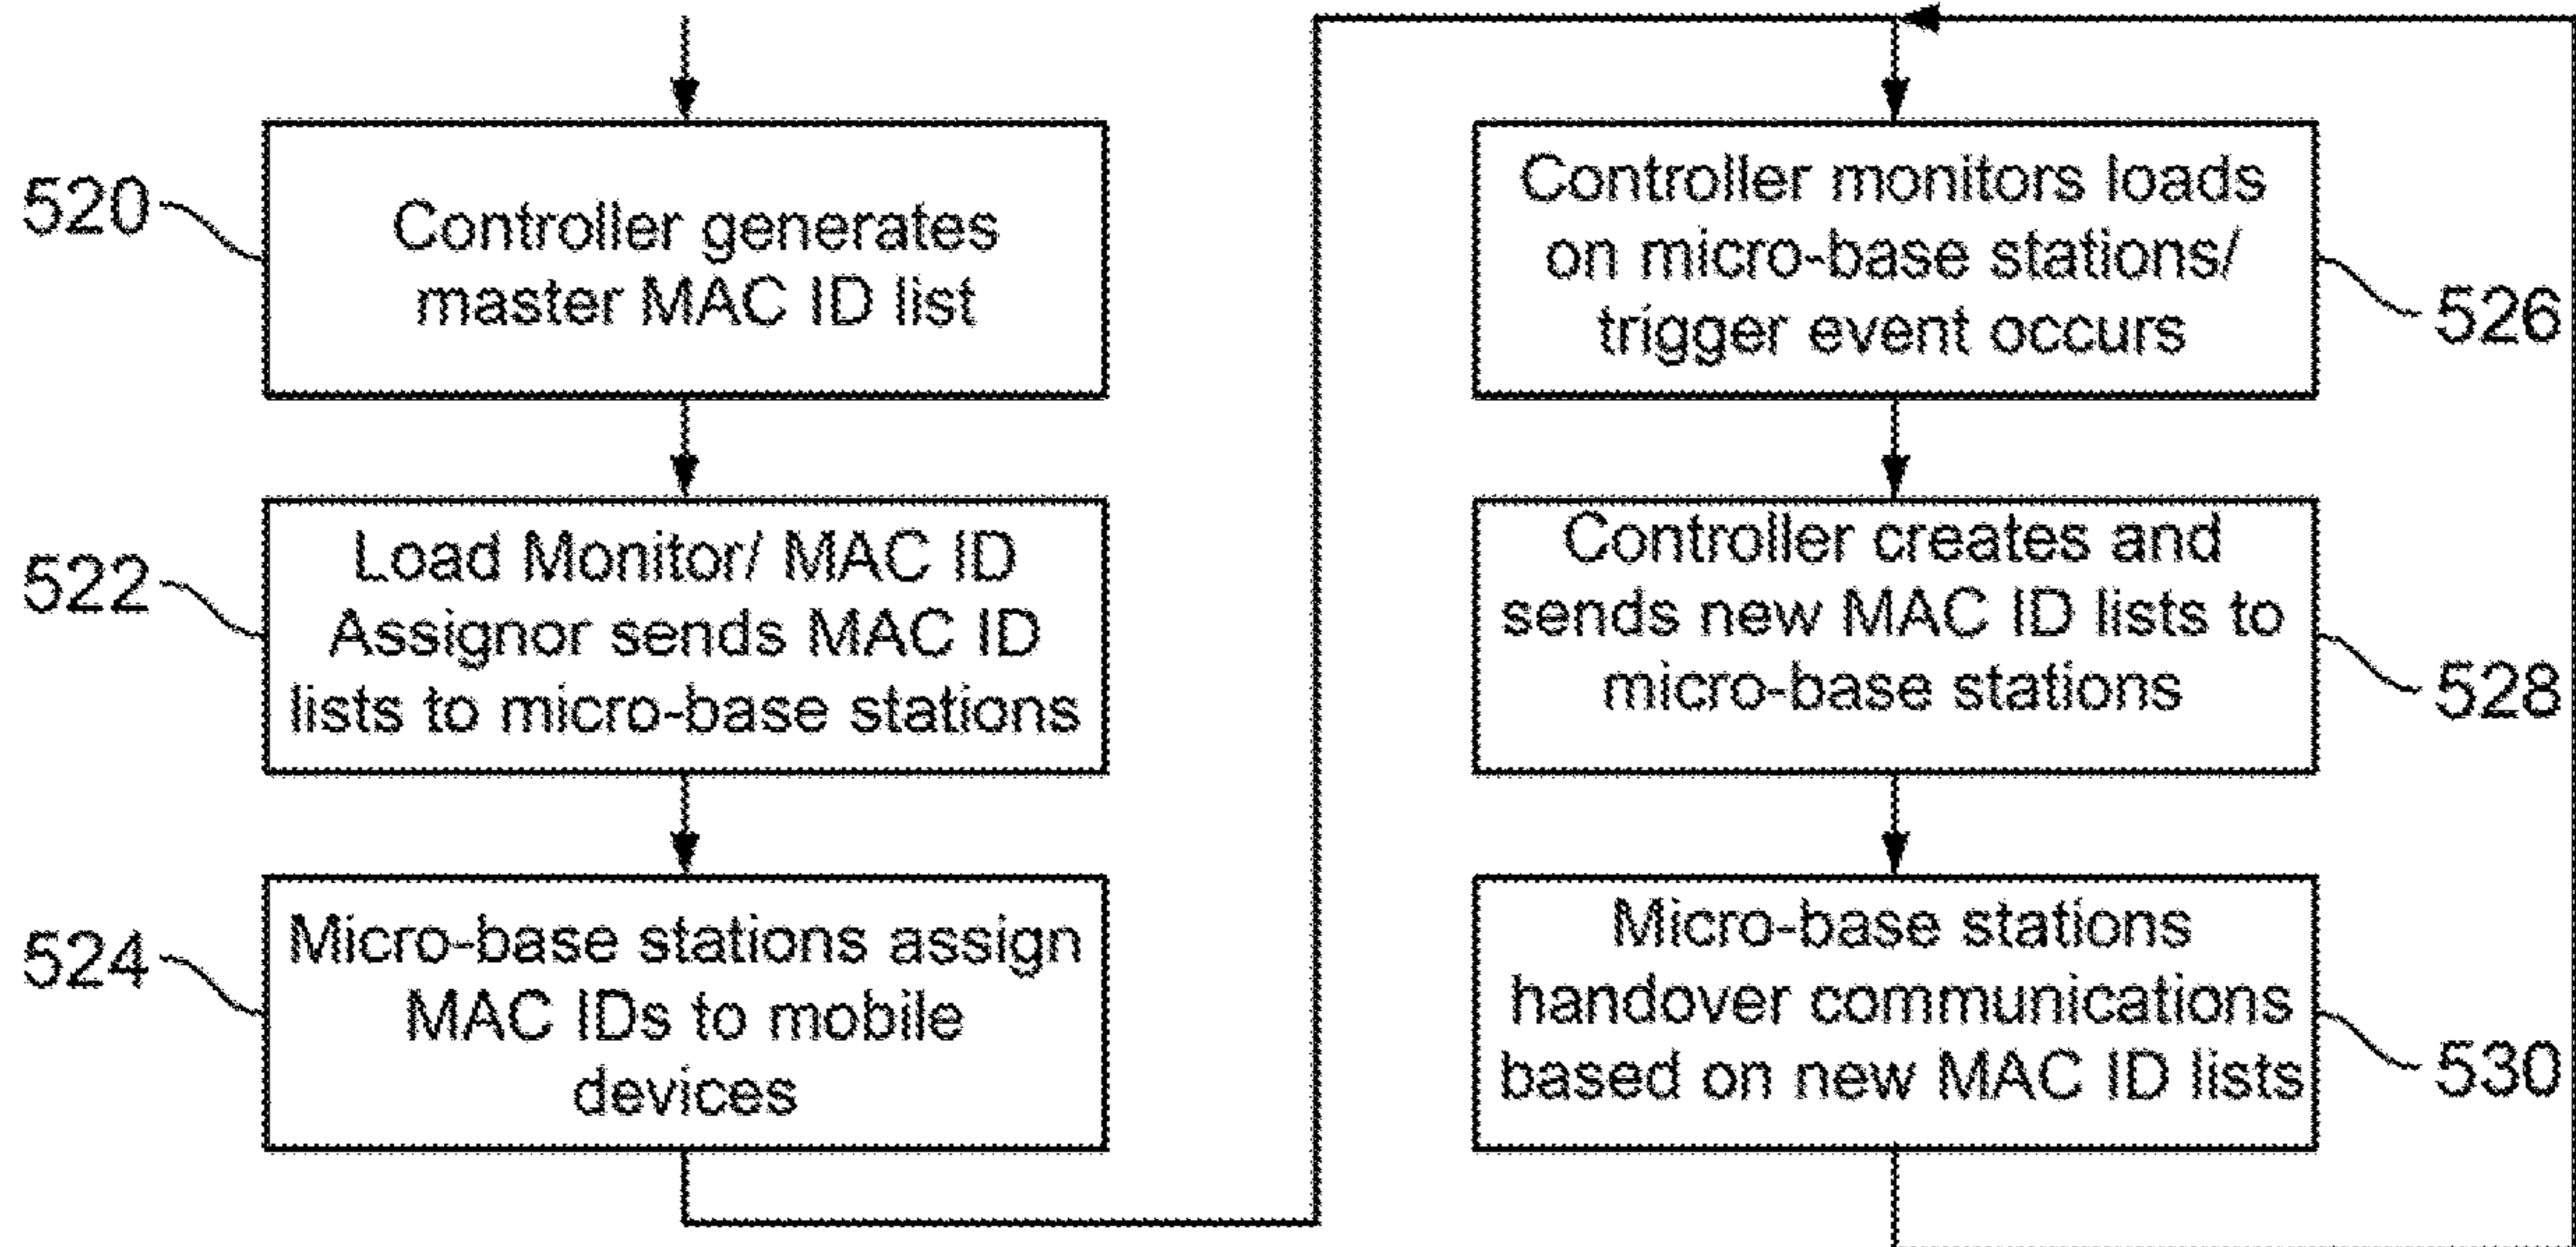 520
Controller generates
master MAC ID list
522
Load Monitor/ MAC ID
Assignor sends MAC ID
lists to micro-base stations
524
Micro-base stations assign
MAC IDs to mobile
devices
Controller monitors loads
on micro-base stations/
trigger event occurs
526
Controller creates and
sends new MAC ID lists to
micro-base stations
528
Micro-base stations
handover communications
based on new MAC ID lists
530